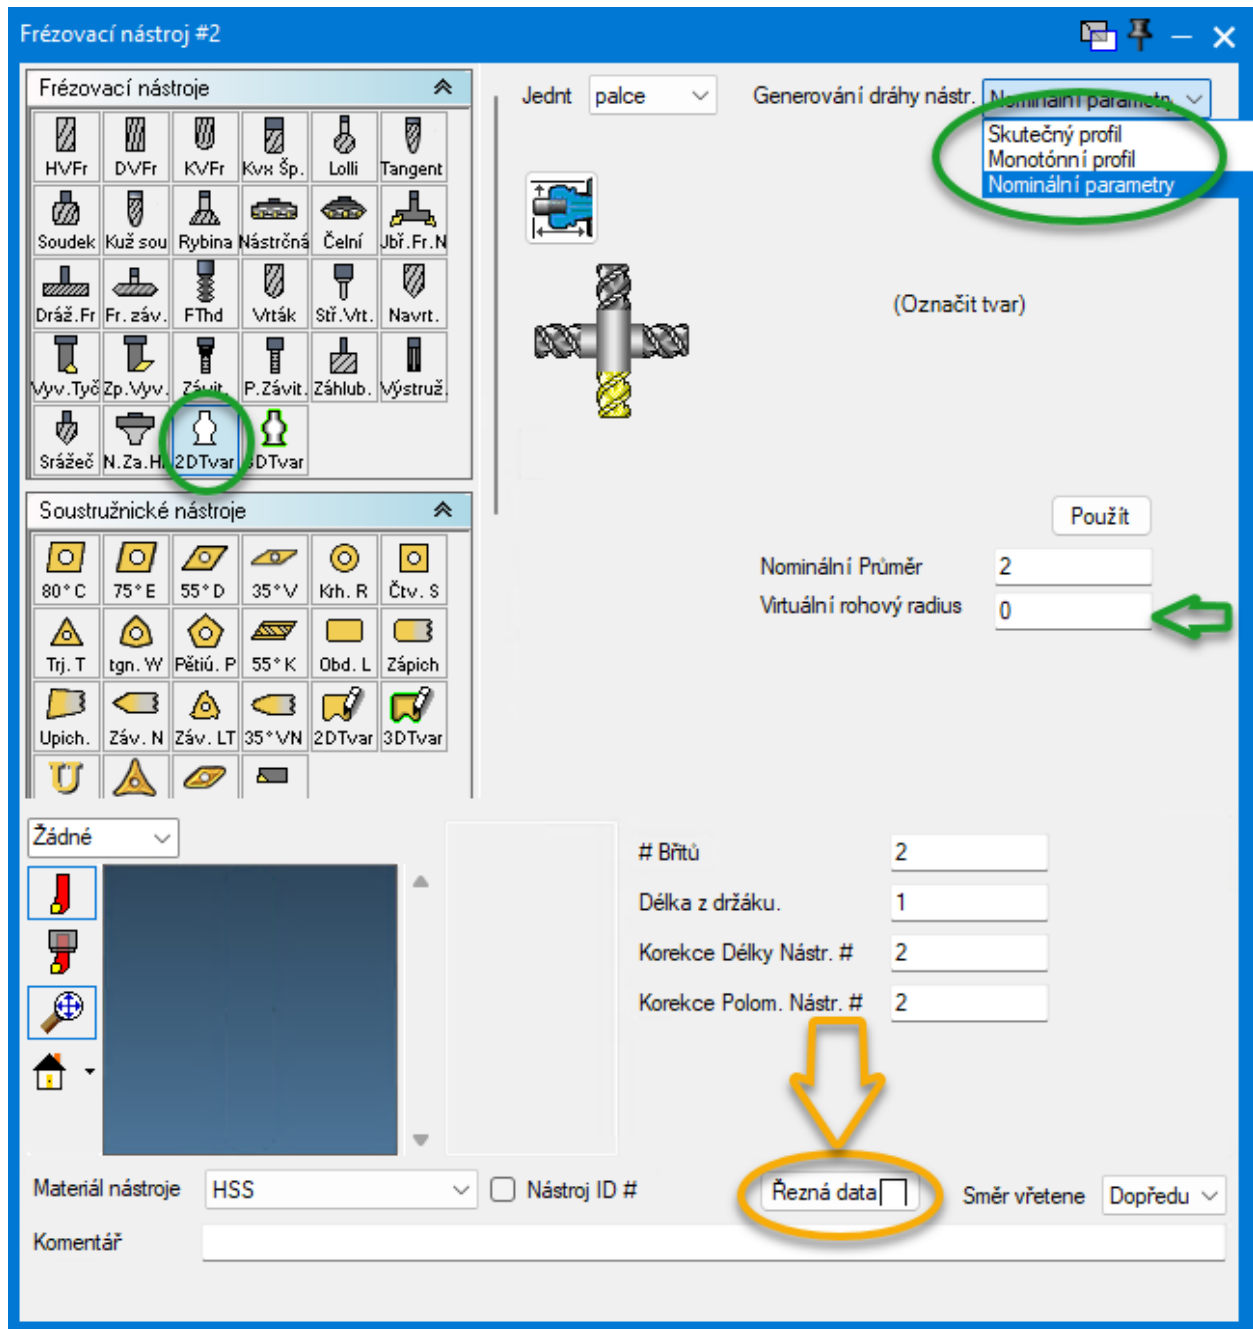 Frézovací nástroj #2
Frézovací nástroje
HVFr DVFr KVFr Kvx Šp. Lolli Tangent
Soudek Kuž sou Rybina Nástrčná Čelní Jbř.Fr.N
Dráž.Fr Fr. záv. FThd Vrták Stř.Vrt. Navrt.
Vyv.Tyč Zp.Vyv. Závit. P.Závit. Záhlub. Výstruž.
Srážeč N.Za.H 2DTvar 3DTvar
Soustružnické nástroje
80°C 75°E 55°D 35°V Krh. R Čtv. S
Trj. T tgn. W Pětiú. P 55°K Obd. L Zápich
Upich. Záv. N Záv. LT 35°VN 2DTvar 3DTvar
Jednt palce Generování dráhy nástr. Nominální parametry
Skutečný profil
Monotónní profil
Nominální parametry
(Označit tvar)
Použít
Nominální Průměr 2
Virtuální rohový radius 0
Žádné
# Břitů 2
Délka z držáku. 1
Korekce Délky Nástr. # 2
Korekce Polom. Nástr. # 2
Materiál nástroje HSS Nástroj ID # Řezná data Směr vřetene Dopředu
Komentář